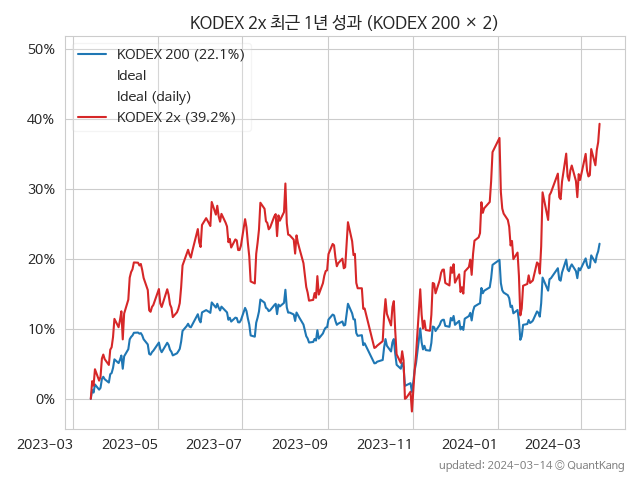 KODEX 2x 최근 1년 성과 (KODEX 200 × 2)
50%
40%
30%
20%
10%
0%
KODEX 200 (22.1%)
Ideal
Ideal (daily)
KODEX 2x (39.2%)
2023-03
2023-05
2023-07
2023-09
2023-11
2024-01
2024-03
updated: 2024-03-14 © QuantKang